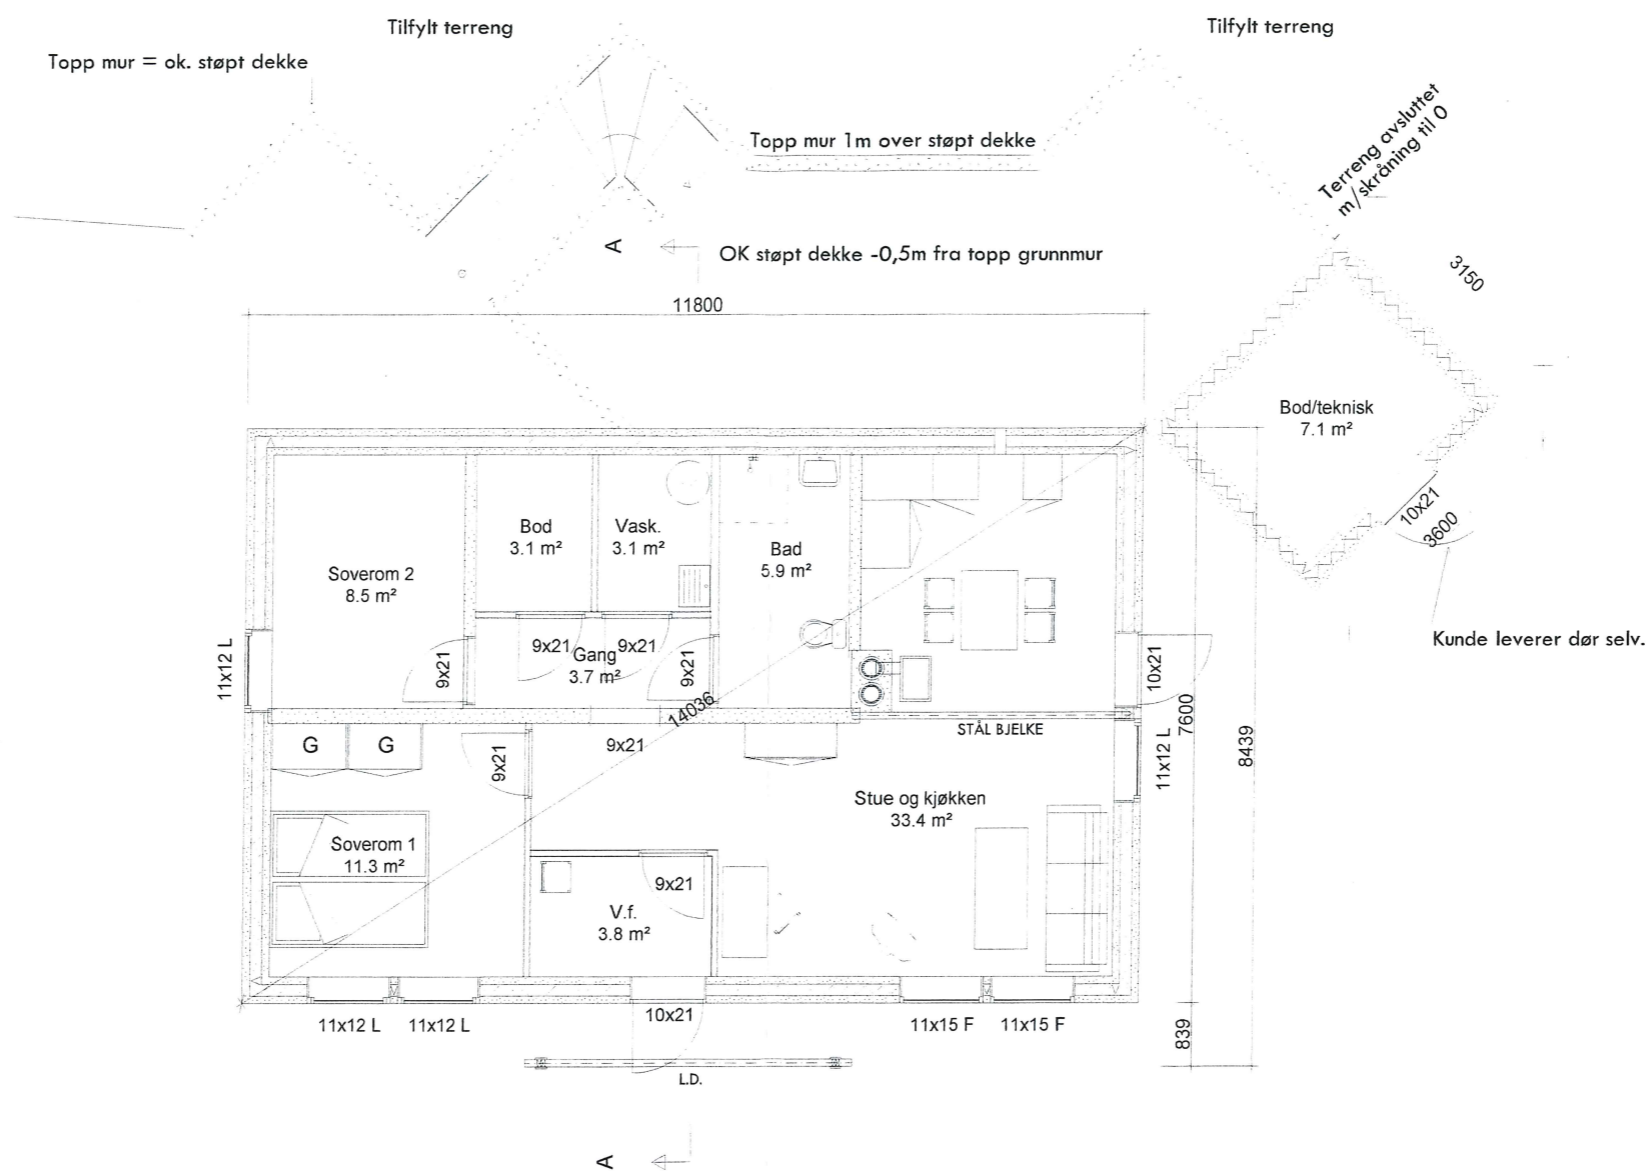 Tilfylt terreng
Tilfylt terreng
Topp mur = ok. støpt dekke
Topp mur 1m over støpt dekke
Terreng avsluttet
m/skråning til 0
A
OK støpt dekke -0,5m fra topp grunnmur
3150
11800
Bod/teknisk
7.1 m²
10x21
3600
Kunde leverer dør selv.
Soverom 2
8.5 m²
Bod
3.1 m²
Vask.
3.1 m²
Bad
5.9 m²
11x12 L
9x21
9x21
9x21
Gang
3.7 m²
9x21
10x21
14036
7600
8439
STÅL BJELKE
G
G
9x21
9x21
11x12 L
Stue og kjøkken
33.4 m²
Soverom 1
11.3 m²
9x21
V.f.
3.8 m²
11x12 L
11x12 L
10x21
11x15 F
11x15 F
839
L.D.
A